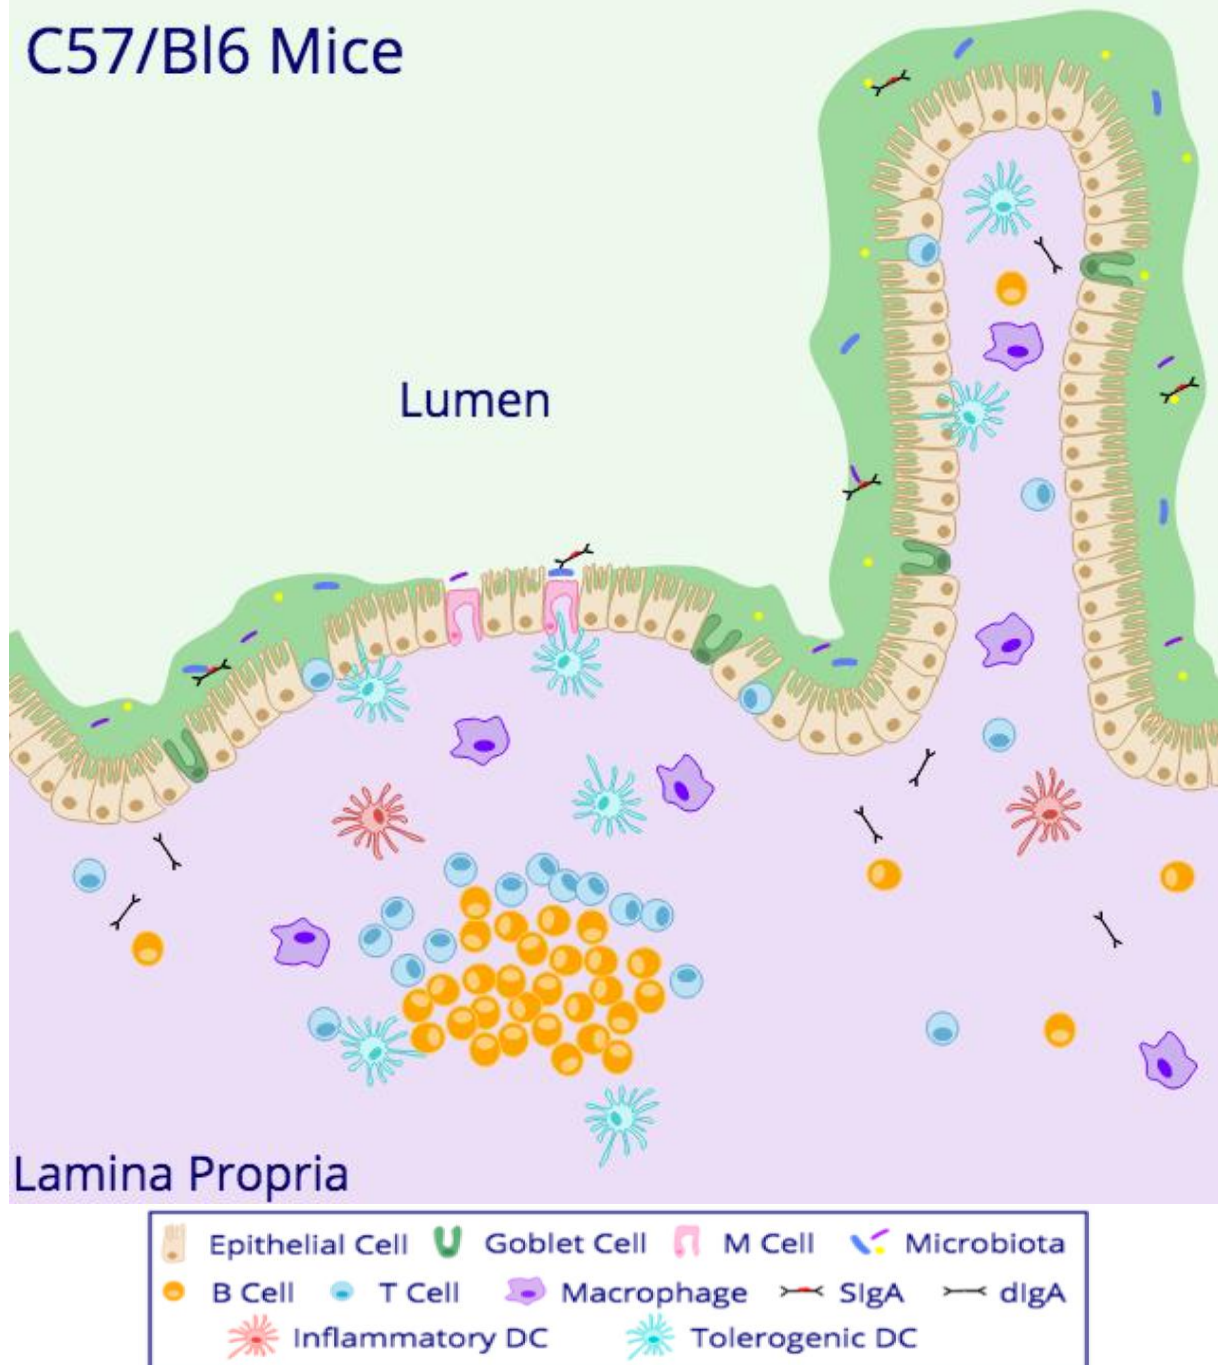 C57/Bl6 Mice
Lumen
Lamina Propria
Epithelial Cell Goblet Cell M Cell Microbiota
B Cell T Cell Macrophage SIgA dIgA
Inflammatory DC Tolerogenic DC